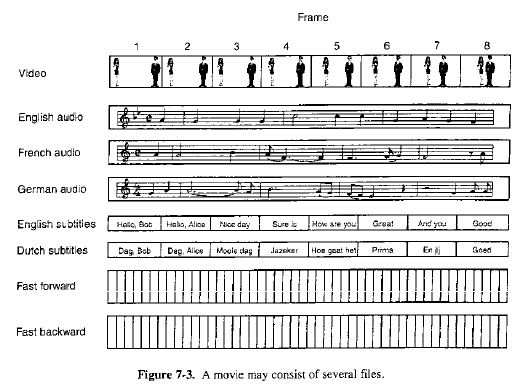 Frame
1 2 3 4 5 6 7 8
Video
English audio
French audio
German audio
English subtitles Hello, Bob Hello, Alice Nice day Sure is How are you Great And you Good
Dutch subtitles Dag, Bob Dag, Alice Mooie dag Jazeker Hoe gaat het Prima En jij Goed
Fast forward
Fast backward
Figure 7-3. A movie may consist of several files.